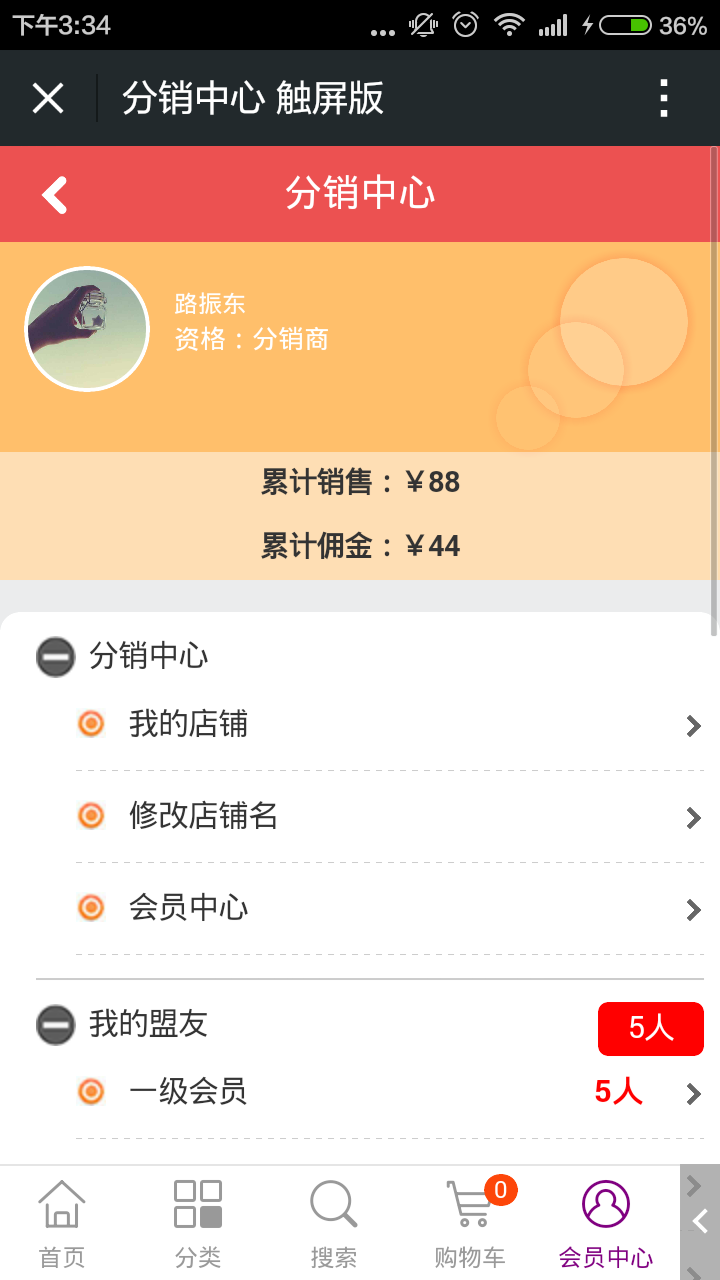 下午3:34
36%
分销中心 触屏版
分销中心
路振东
资格：分销商
累计销售：￥88
累计佣金：￥44
分销中心
我的店铺
修改店铺名
会员中心
我的盟友 5人
一级会员 5人
0
首页 分类 搜索 购物车 会员中心